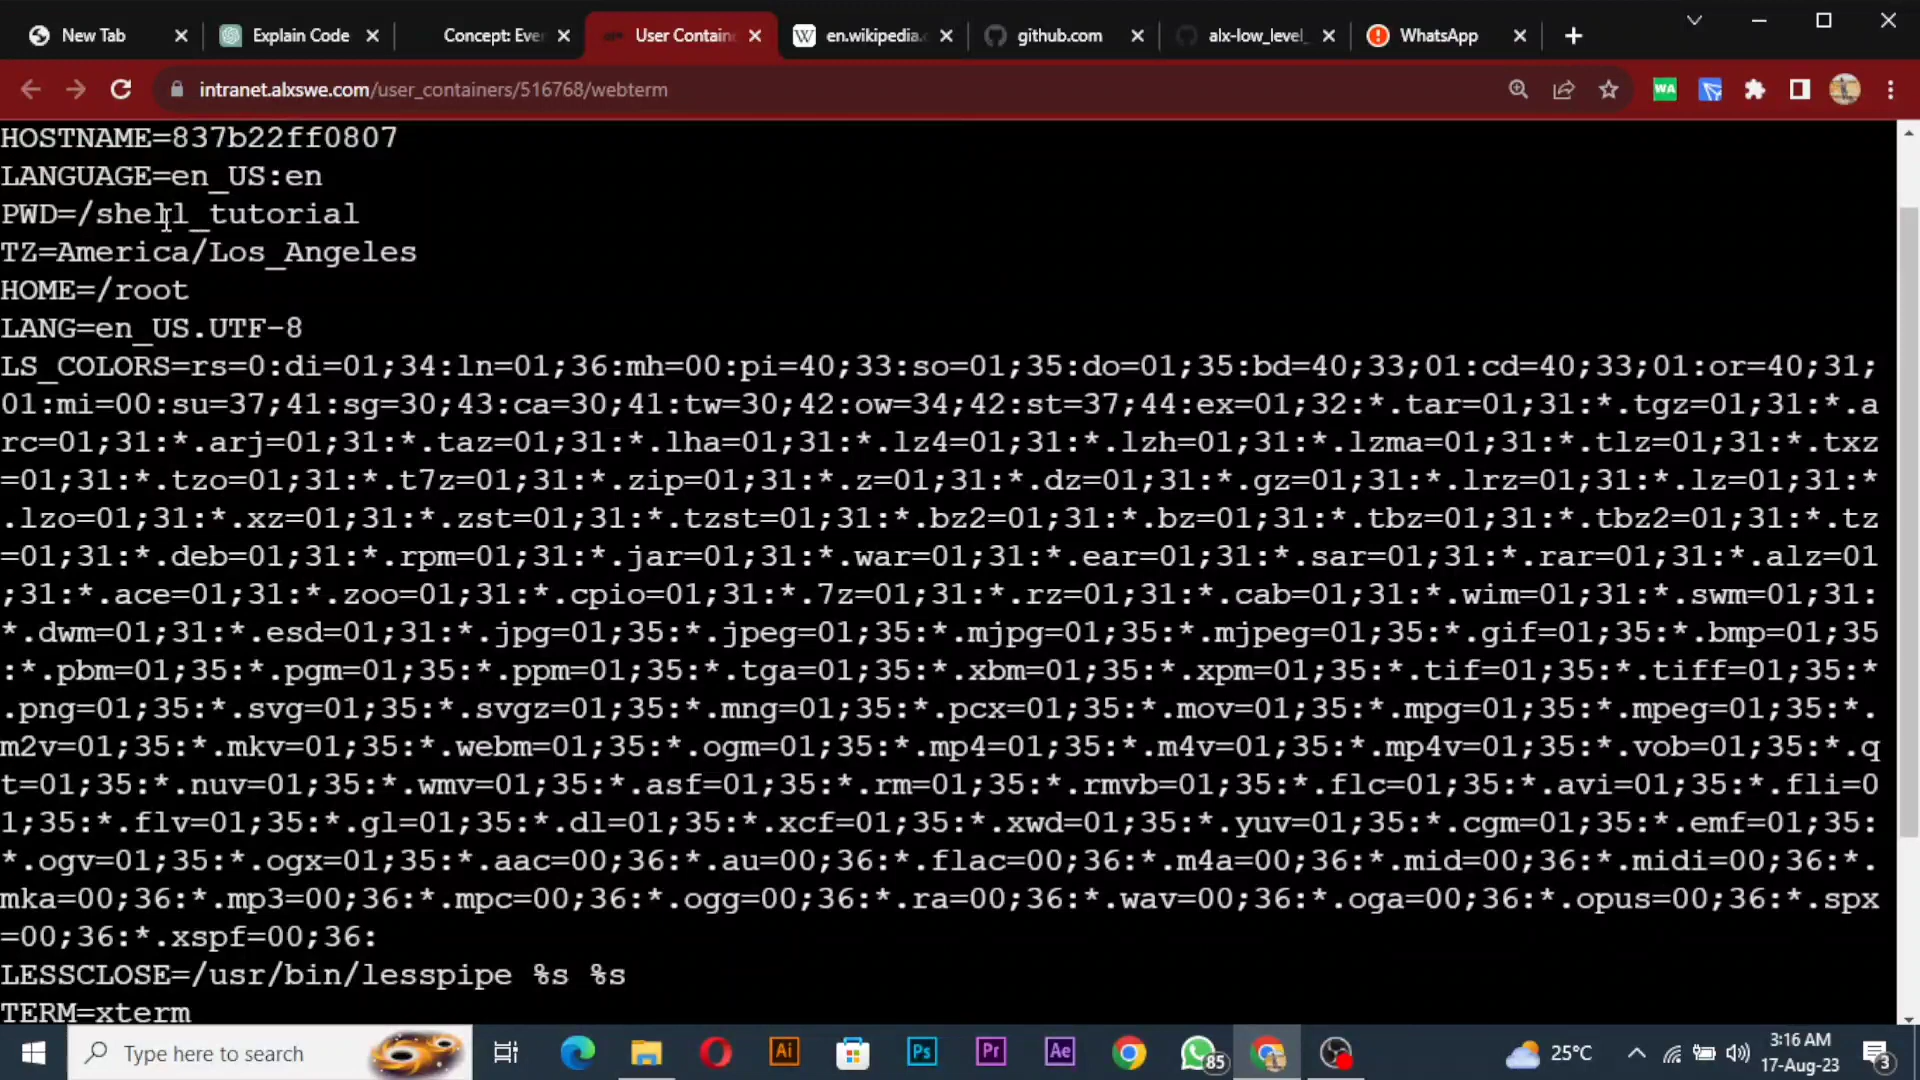 New Tab
Explain Code
Concept: Eve
User Contain
en.wikipedia.
github.com
alx-low_level_
WhatsApp
intranet.alxswe.com/user_containers/516768/webterm
WA
HOSTNAME=837b22ff0807
LANGUAGE=en_US:en
PWD=/shell_tutorial
TZ=America/Los_Angeles
HOME=/root
LANG=en_US.UTF-8
LS_COLORS=rs=0:di=01;34:ln=01;36:mh=00:pi=40;33:so=01;35:do=01;35:bd=40;33;01:cd=40;33;01:or=40;31;
01:mi=00:su=37;41:sg=30;43:ca=30;41:tw=30;42:ow=34;42:st=37;44:ex=01;32:*.tar=01;31:*.tgz=01;31:*.a
rc=01;31:*.arj=01;31:*.taz=01;31:*.lha=01;31:*.lz4=01;31:*.lzh=01;31:*.lzma=01;31:*.tlz=01;31:*.txz
=01;31:*.tzo=01;31:*.t7z=01;31:*.zip=01;31:*.z=01;31:*.dz=01;31:*.gz=01;31:*.lrz=01;31:*.lz=01;31:*
.lzo=01;31:*.xz=01;31:*.zst=01;31:*.tzst=01;31:*.bz2=01;31:*.bz=01;31:*.tbz=01;31:*.tbz2=01;31:*.tz
=01;31:*.deb=01;31:*.rpm=01;31:*.jar=01;31:*.war=01;31:*.ear=01;31:*.sar=01;31:*.rar=01;31:*.alz=01
;31:*.ace=01;31:*.zoo=01;31:*.cpio=01;31:*.7z=01;31:*.rz=01;31:*.cab=01;31:*.wim=01;31:*.swm=01;31:
*.dwm=01;31:*.esd=01;31:*.jpg=01;35:*.jpeg=01;35:*.mjpg=01;35:*.mjpeg=01;35:*.gif=01;35:*.bmp=01;35
:*.pbm=01;35:*.pgm=01;35:*.ppm=01;35:*.tga=01;35:*.xbm=01;35:*.xpm=01;35:*.tif=01;35:*.tiff=01;35:*
.png=01;35:*.svg=01;35:*.svgz=01;35:*.mng=01;35:*.pcx=01;35:*.mov=01;35:*.mpg=01;35:*.mpeg=01;35:*.
m2v=01;35:*.mkv=01;35:*.webm=01;35:*.ogm=01;35:*.mp4=01;35:*.m4v=01;35:*.mp4v=01;35:*.vob=01;35:*.q
t=01;35:*.nuv=01;35:*.wmv=01;35:*.asf=01;35:*.rm=01;35:*.rmvb=01;35:*.flc=01;35:*.avi=01;35:*.fli=0
1;35:*.flv=01;35:*.gl=01;35:*.dl=01;35:*.xcf=01;35:*.xwd=01;35:*.yuv=01;35:*.cgm=01;35:*.emf=01;35:
*.ogv=01;35:*.ogx=01;35:*.aac=00;36:*.au=00;36:*.flac=00;36:*.m4a=00;36:*.mid=00;36:*.midi=00;36:*.
mka=00;36:*.mp3=00;36:*.mpc=00;36:*.ogg=00;36:*.ra=00;36:*.wav=00;36:*.oga=00;36:*.opus=00;36:*.spx
=00;36:*.xspf=00;36:
LESSCLOSE=/usr/bin/lesspipe %s %s
TERM=xterm
Type here to search
Ai
Ps
Pr
Ae
85
25°C
3:16 AM
17-Aug-23
3